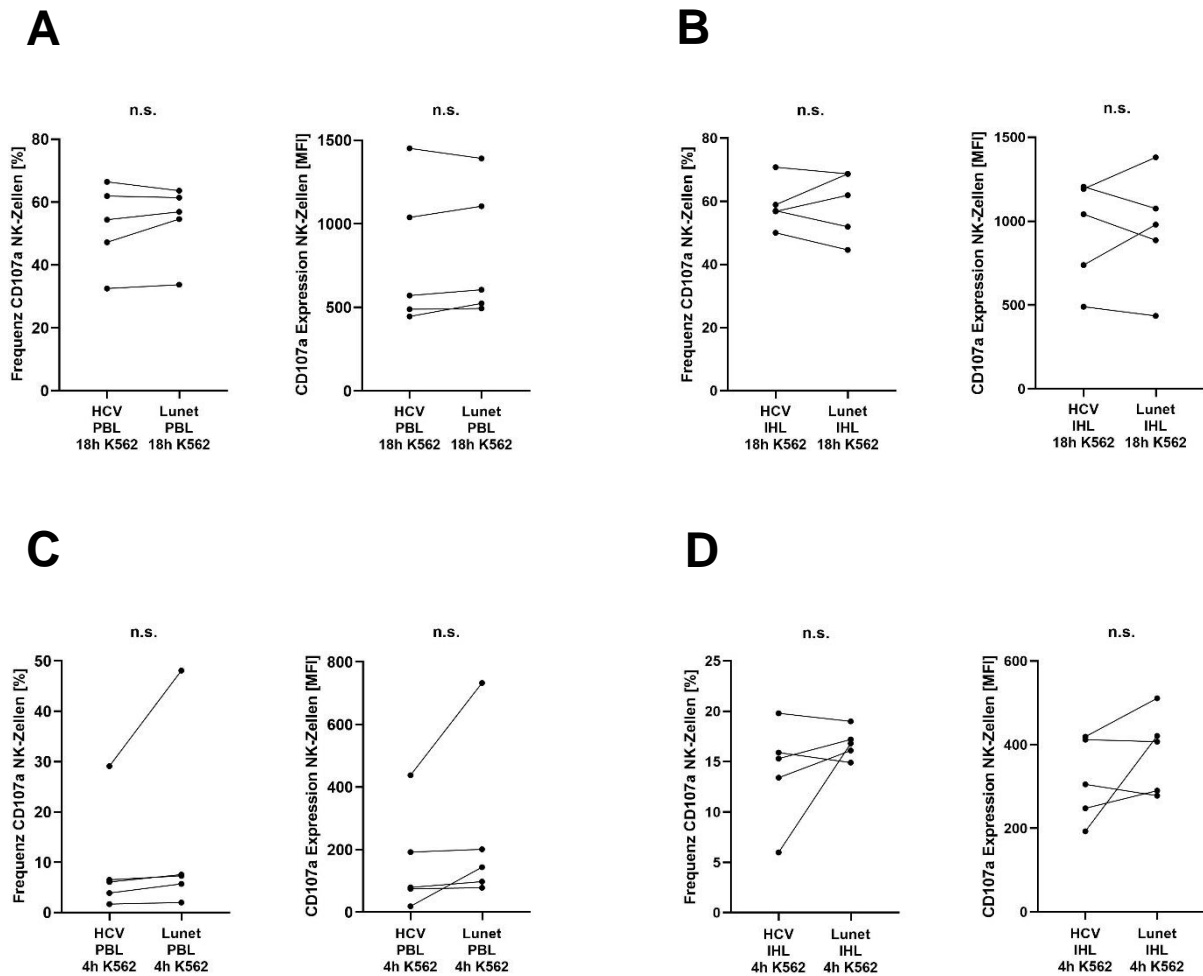 A
n.s.
Frequenz CD107a NK-Zellen [%]
80
60
40
20
0
HCV Lunet
PBL PBL
18h K562 18h K562
n.s.
CD107a Expression NK-Zellen [MFI]
1500
1000
500
0
HCV Lunet
PBL PBL
18h K562 18h K562
B
n.s.
Frequenz CD107a NK-Zellen [%]
80
60
40
20
0
HCV Lunet
IHL IHL
18h K562 18h K562
n.s.
CD107a Expression NK-Zellen [MFI]
1500
1000
500
0
HCV Lunet
IHL IHL
18h K562 18h K562
C
n.s.
Frequenz CD107a NK-Zellen [%]
50
40
30
20
10
0
HCV Lunet
PBL PBL
4h K562 4h K562
n.s.
CD107a Expression NK-Zellen [MFI]
800
600
400
200
0
HCV Lunet
PBL PBL
4h K562 4h K562
D
n.s.
Frequenz CD107a NK-Zellen [%]
25
20
15
10
5
0
HCV Lunet
IHL IHL
4h K562 4h K562
n.s.
CD107a Expression NK-Zellen [MFI]
600
400
200
0
HCV Lunet
IHL IHL
4h K562 4h K562